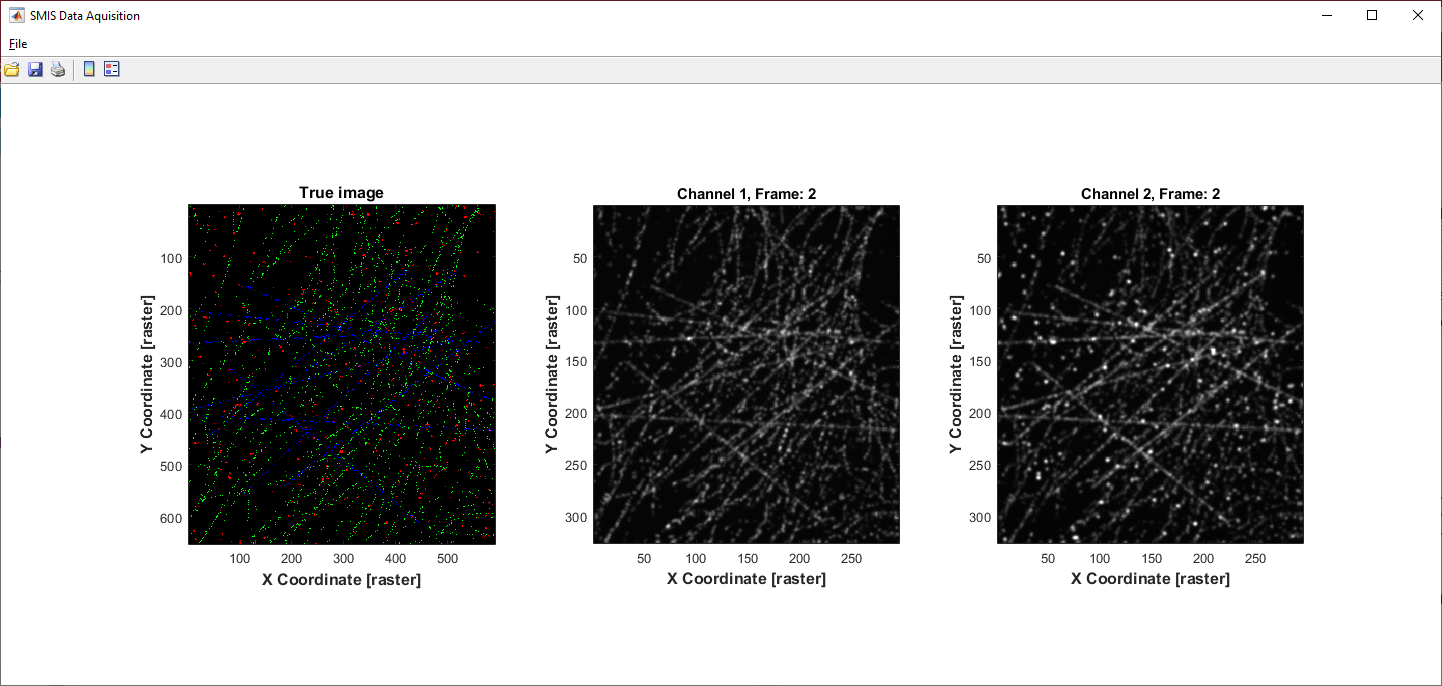 SMIS Data Aquisition
File
True image
100
200
300
400
500
600
Y Coordinate [raster]
100 200 300 400 500
X Coordinate [raster]
Channel 1, Frame: 2
50
100
150
200
250
300
Y Coordinate [raster]
50 100 150 200 250
X Coordinate [raster]
Channel 2, Frame: 2
50
100
150
200
250
300
Y Coordinate [raster]
50 100 150 200 250
X Coordinate [raster]